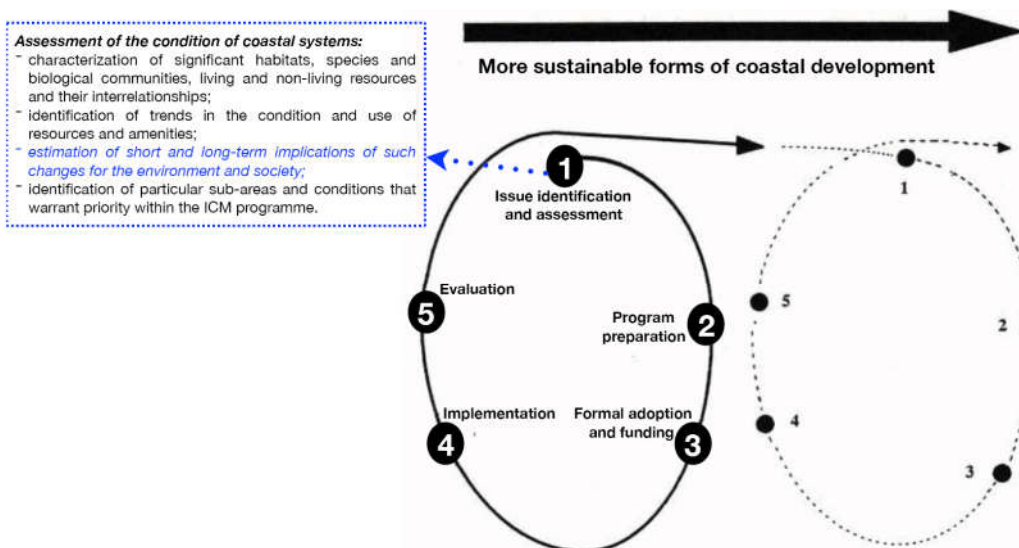 Assessment of the condition of coastal systems:
- characterization of significant habitats, species and
biological communities, living and non-living resources
and their interrelationships;
- identification of trends in the condition and use of
resources and amenities;
- estimation of short and long-term implications of such
changes for the environment and society;
- identification of particular sub-areas and conditions that
warrant priority within the ICM programme.
More sustainable forms of coastal development
1
Issue identification
and assessment
5
Evaluation
Program
preparation
2
Implementation
4
Formal adoption
and funding
3
1
5
2
4
3